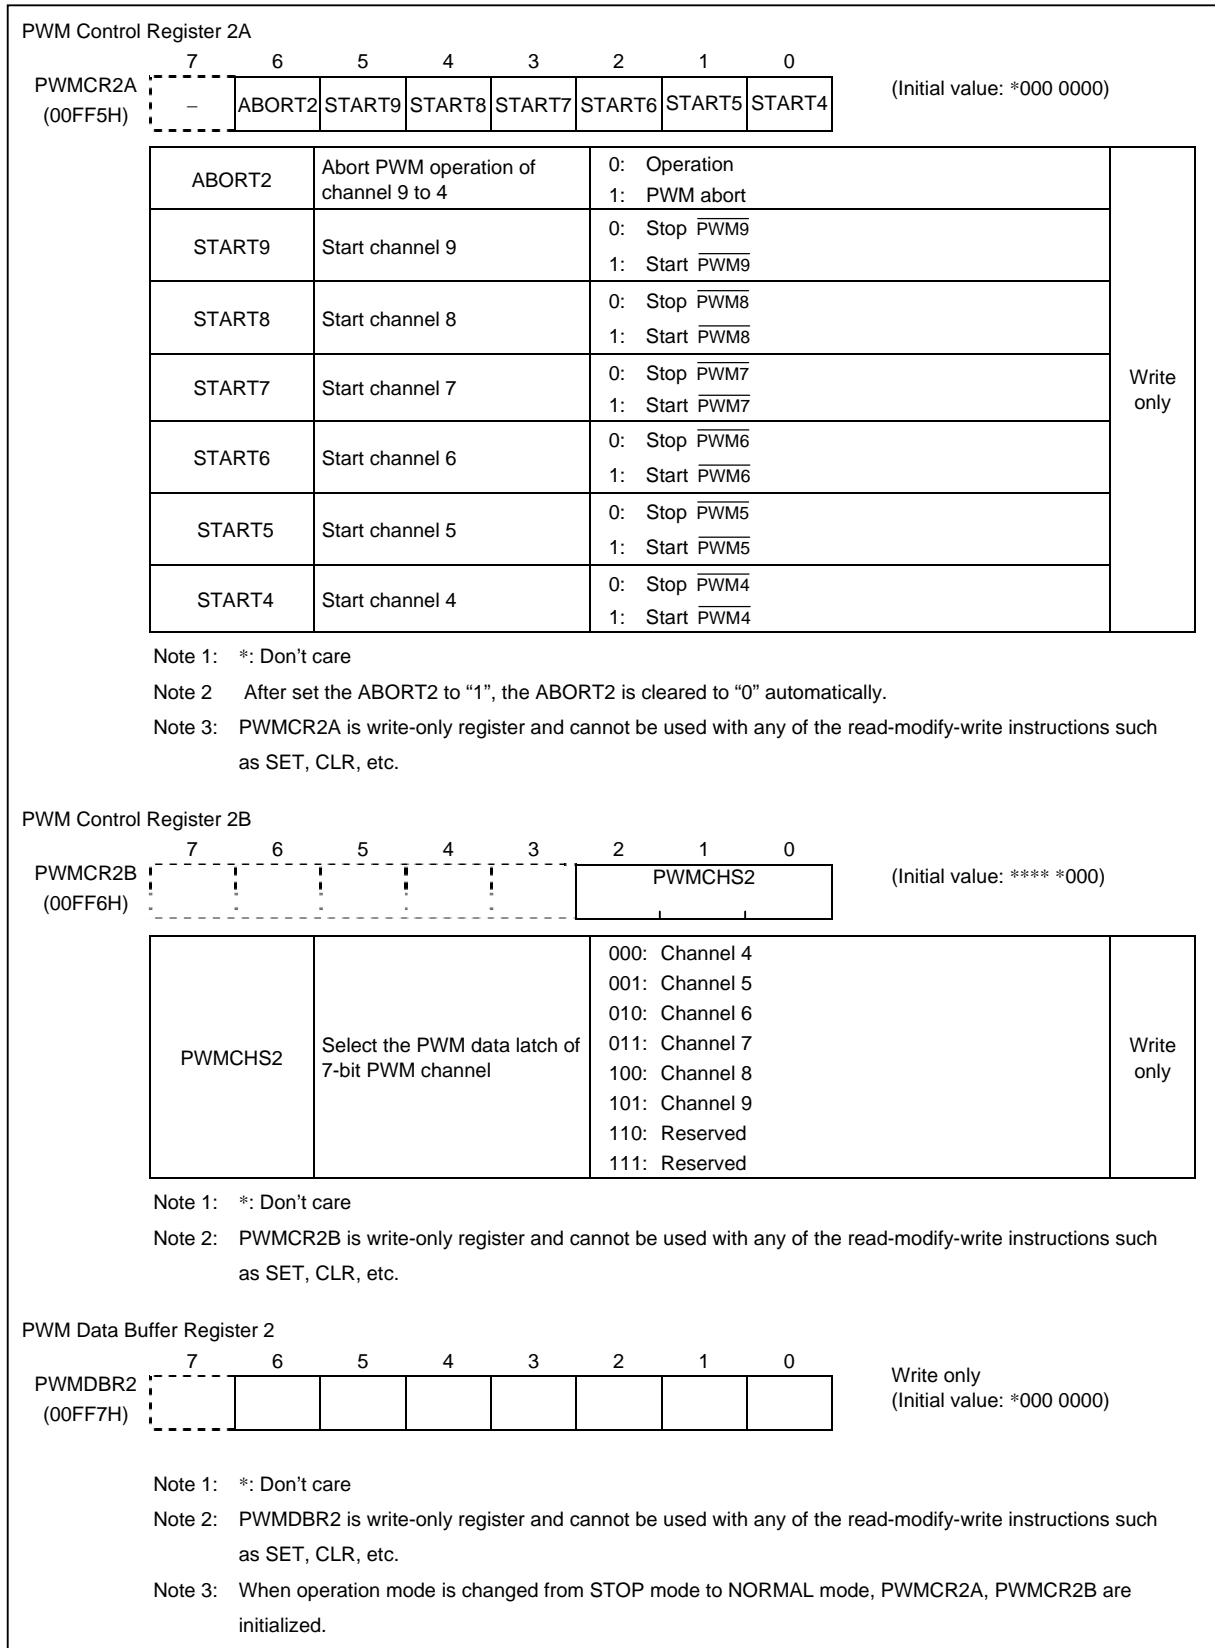 PWM Control Register 2A
7 6 5 4 3 2 1 0
PWMCR2A
(00FF5H)
– ABORT2 START9 START8 START7 START6 START5 START4
(Initial value: *000 0000)
ABORT2
Abort PWM operation of
channel 9 to 4
0: Operation
1: PWM abort
START9
Start channel 9
0: Stop P̅W̅M̅9̅
1: Start P̅W̅M̅9̅
START8
Start channel 8
0: Stop P̅W̅M̅8̅
1: Start P̅W̅M̅8̅
START7
Start channel 7
0: Stop P̅W̅M̅7̅
1: Start P̅W̅M̅7̅
START6
Start channel 6
0: Stop P̅W̅M̅6̅
1: Start P̅W̅M̅6̅
START5
Start channel 5
0: Stop P̅W̅M̅5̅
1: Start P̅W̅M̅5̅
START4
Start channel 4
0: Stop P̅W̅M̅4̅
1: Start P̅W̅M̅4̅
Write
only
Note 1: *: Don’t care
Note 2 After set the ABORT2 to “1”, the ABORT2 is cleared to “0” automatically.
Note 3: PWMCR2A is write-only register and cannot be used with any of the read-modify-write instructions such
as SET, CLR, etc.
PWM Control Register 2B
7 6 5 4 3 2 1 0
PWMCR2B
(00FF6H)
PWMCHS2
(Initial value: **** *000)
PWMCHS2
Select the PWM data latch of
7-bit PWM channel
000: Channel 4
001: Channel 5
010: Channel 6
011: Channel 7
100: Channel 8
101: Channel 9
110: Reserved
111: Reserved
Write
only
Note 1: *: Don’t care
Note 2: PWMCR2B is write-only register and cannot be used with any of the read-modify-write instructions such
as SET, CLR, etc.
PWM Data Buffer Register 2
7 6 5 4 3 2 1 0
PWMDBR2
(00FF7H)
Write only
(Initial value: *000 0000)
Note 1: *: Don’t care
Note 2: PWMDBR2 is write-only register and cannot be used with any of the read-modify-write instructions such
as SET, CLR, etc.
Note 3: When operation mode is changed from STOP mode to NORMAL mode, PWMCR2A, PWMCR2B are
initialized.